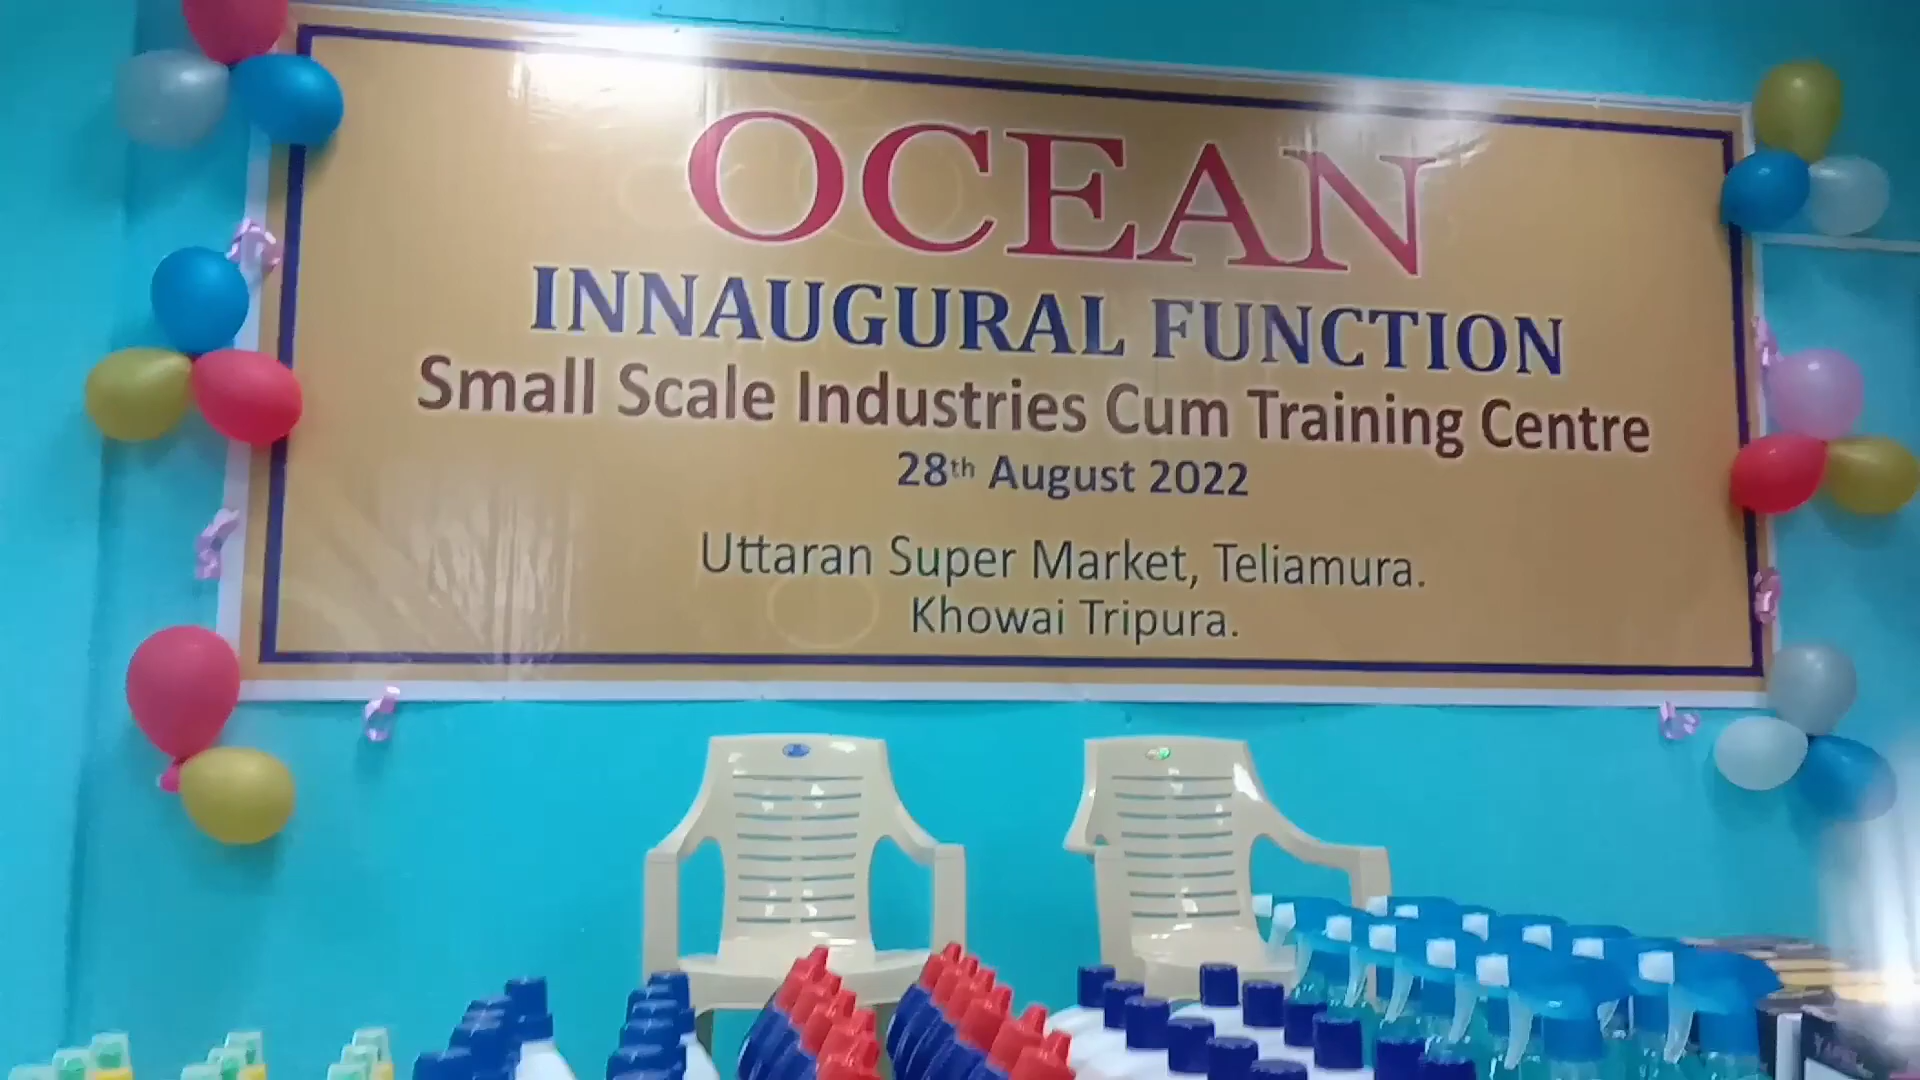 OCEAN
INNAUGURAL FUNCTION
Small Scale Industries Cum Training Centre
28th August 2022
Uttaran Super Market, Teliamura.
Khowai Tripura.